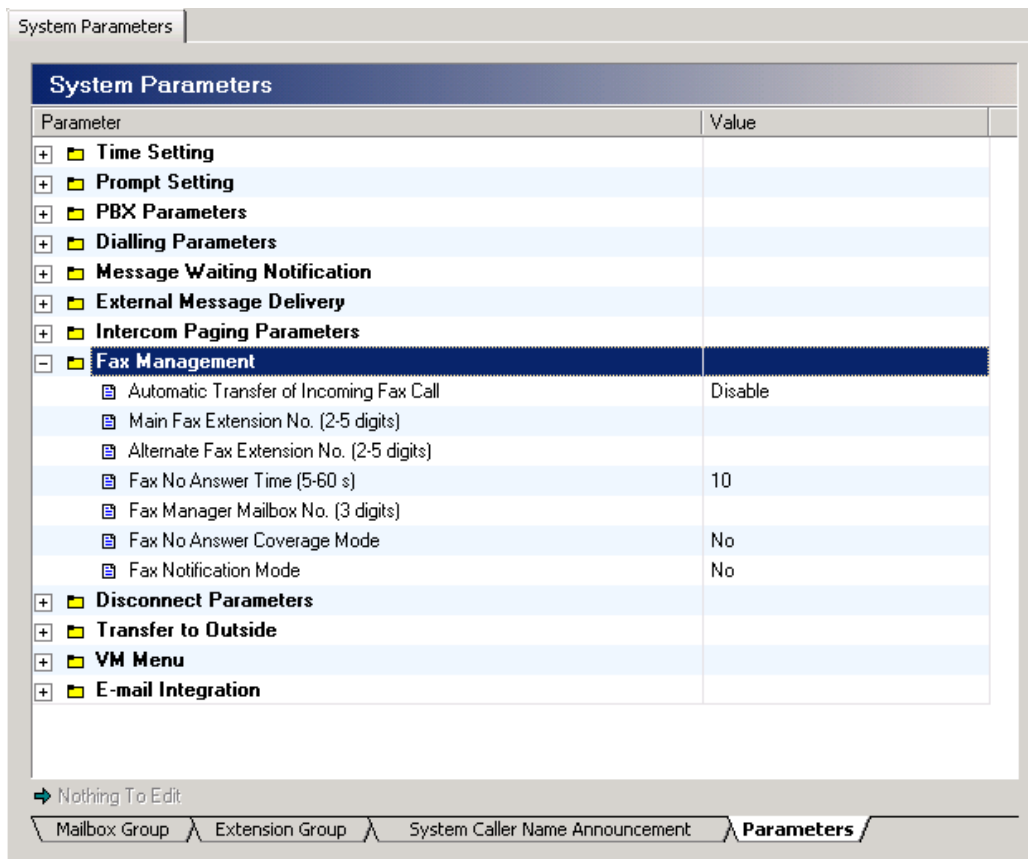 System Parameters
System Parameters
Parameter Value
Time Setting
Prompt Setting
PBX Parameters
Dialling Parameters
Message Waiting Notification
External Message Delivery
Intercom Paging Parameters
Fax Management
Automatic Transfer of Incoming Fax Call Disable
Main Fax Extension No. (2-5 digits)
Alternate Fax Extension No. (2-5 digits)
Fax No Answer Time (5-60 s) 10
Fax Manager Mailbox No. (3 digits)
Fax No Answer Coverage Mode No
Fax Notification Mode No
Disconnect Parameters
Transfer to Outside
VM Menu
E-mail Integration
Nothing To Edit
Mailbox Group Extension Group System Caller Name Announcement Parameters